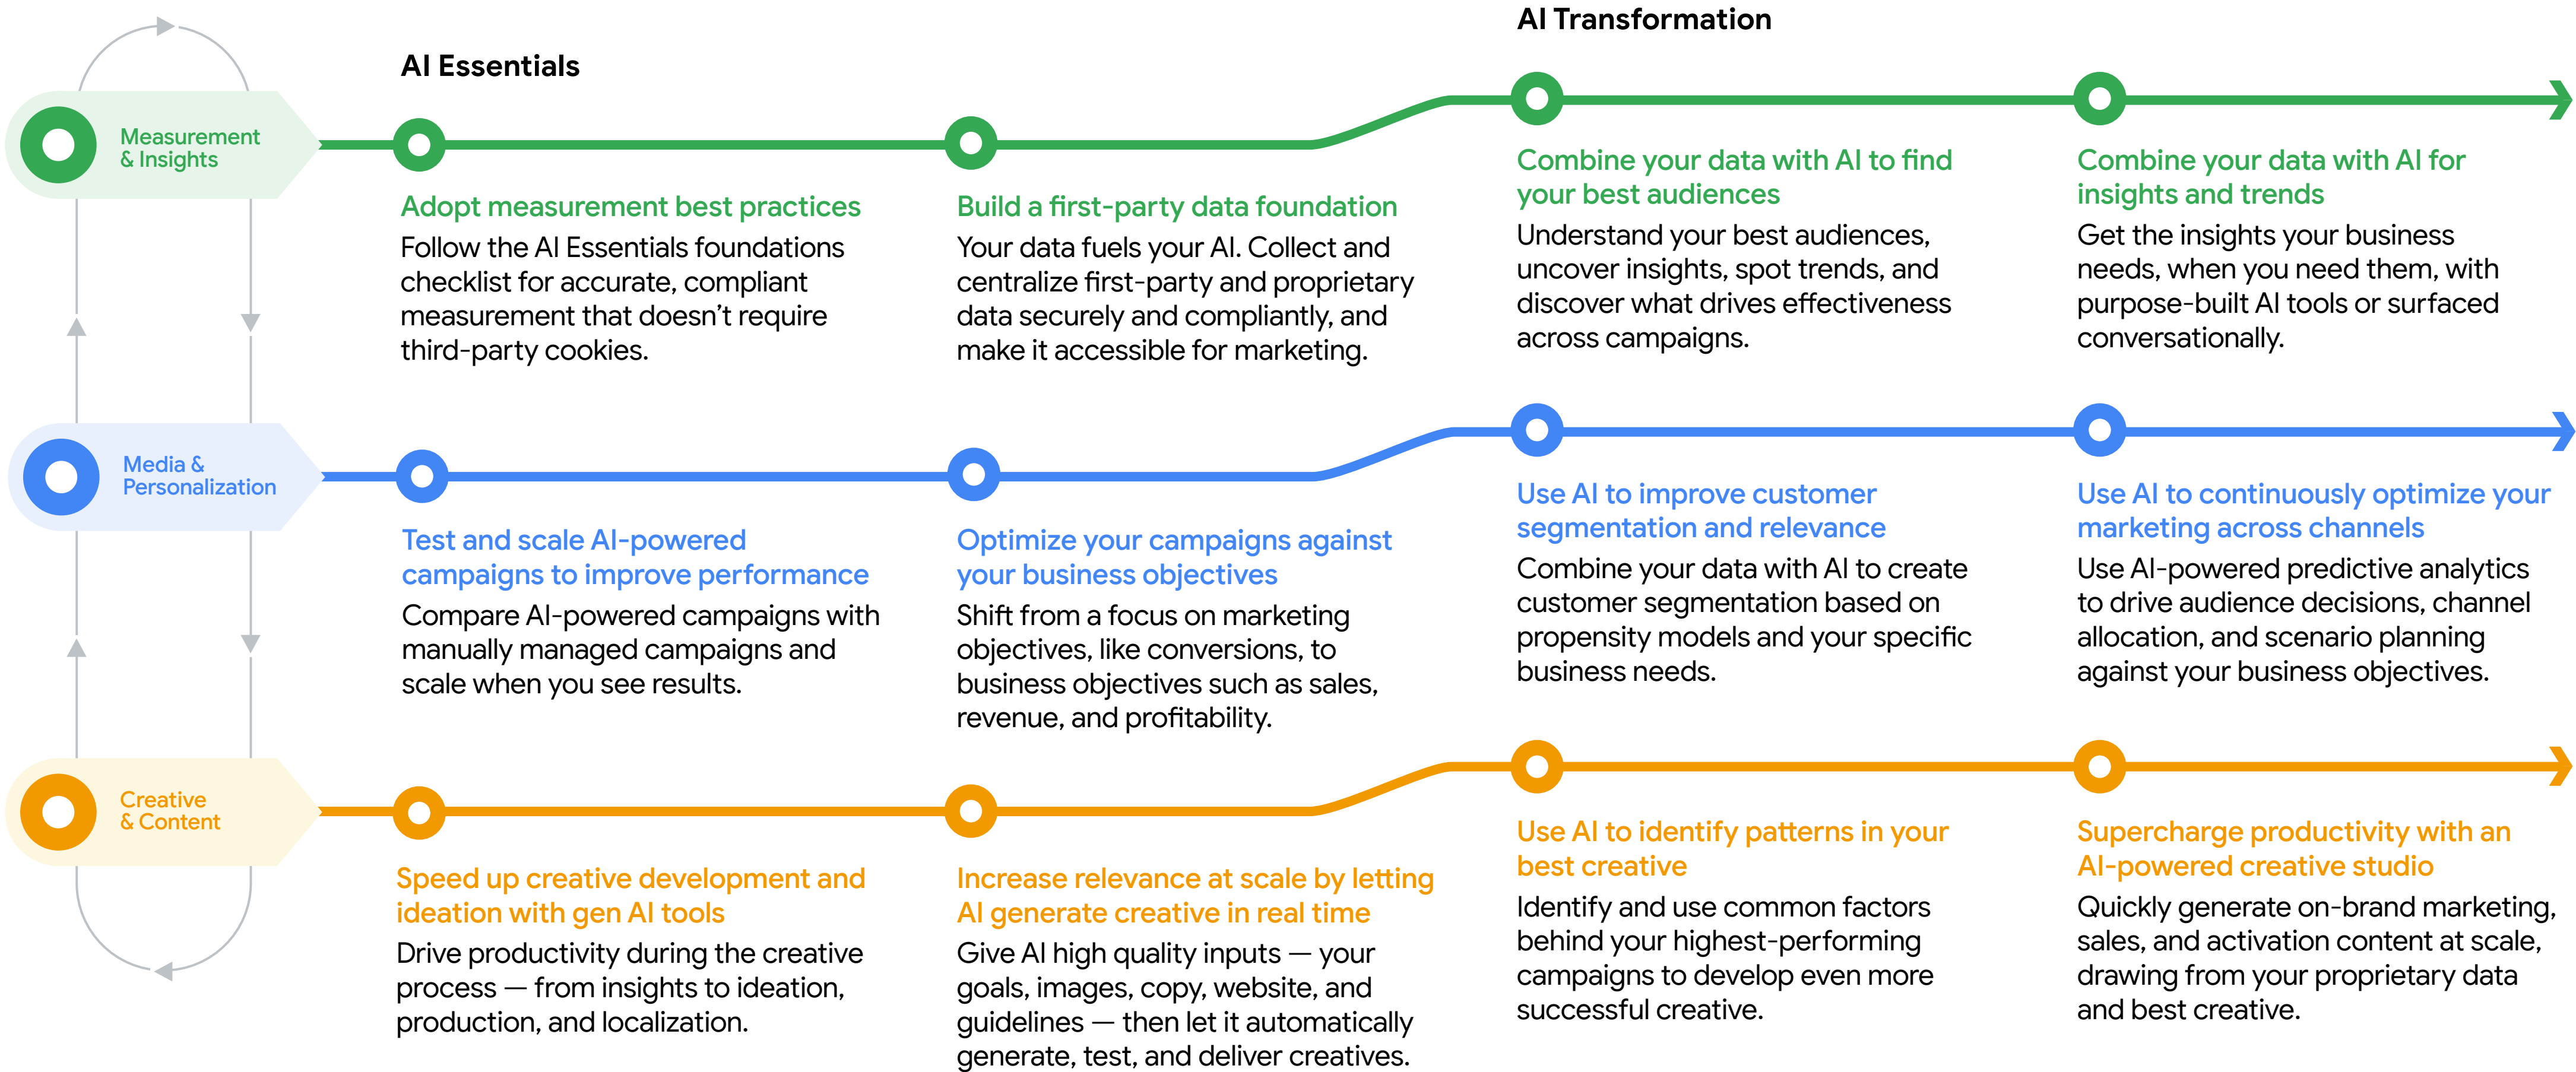 AI Transformation
AI Essentials
Measurement
& Insights
Adopt measurement best practices
Follow the AI Essentials foundations
checklist for accurate, compliant
measurement that doesn’t require
third-party cookies.
Build a first-party data foundation
Your data fuels your AI. Collect and
centralize first-party and proprietary
data securely and compliantly, and
make it accessible for marketing.
Combine your data with AI to find
your best audiences
Understand your best audiences,
uncover insights, spot trends, and
discover what drives effectiveness
across campaigns.
Combine your data with AI for
insights and trends
Get the insights your business
needs, when you need them, with
purpose-built AI tools or surfaced
conversationally.
Media &
Personalization
Test and scale AI-powered
campaigns to improve performance
Compare AI-powered campaigns with
manually managed campaigns and
scale when you see results.
Optimize your campaigns against
your business objectives
Shift from a focus on marketing
objectives, like conversions, to
business objectives such as sales,
revenue, and profitability.
Use AI to improve customer
segmentation and relevance
Combine your data with AI to create
customer segmentation based on
propensity models and your specific
business needs.
Use AI to continuously optimize your
marketing across channels
Use AI-powered predictive analytics
to drive audience decisions, channel
allocation, and scenario planning
against your business objectives.
Creative
& Content
Speed up creative development and
ideation with gen AI tools
Drive productivity during the creative
process — from insights to ideation,
production, and localization.
Increase relevance at scale by letting
AI generate creative in real time
Give AI high quality inputs — your
goals, images, copy, website, and
guidelines — then let it automatically
generate, test, and deliver creatives.
Use AI to identify patterns in your
best creative
Identify and use common factors
behind your highest-performing
campaigns to develop even more
successful creative.
Supercharge productivity with an
AI-powered creative studio
Quickly generate on-brand marketing,
sales, and activation content at scale,
drawing from your proprietary data
and best creative.